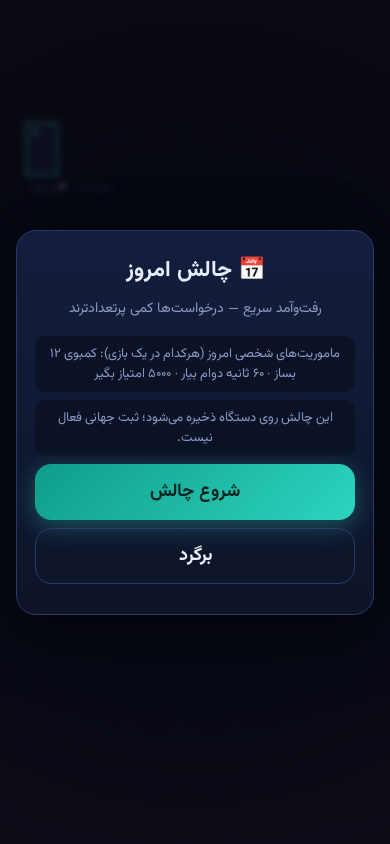 📅 چالش امروز
رفت‌وآمد سریع — درخواست‌ها کمی پرتعدادترند
ماموریت‌های شخصی امروز (هرکدام در یک بازی): کمبوی ۱۲
بساز · ۶۰ ثانیه دوام بیار · ۵۰۰۰ امتیاز بگیر
این چالش روی دستگاه ذخیره می‌شود؛ ثبت جهانی فعال
نیست.
شروع چالش
برگرد